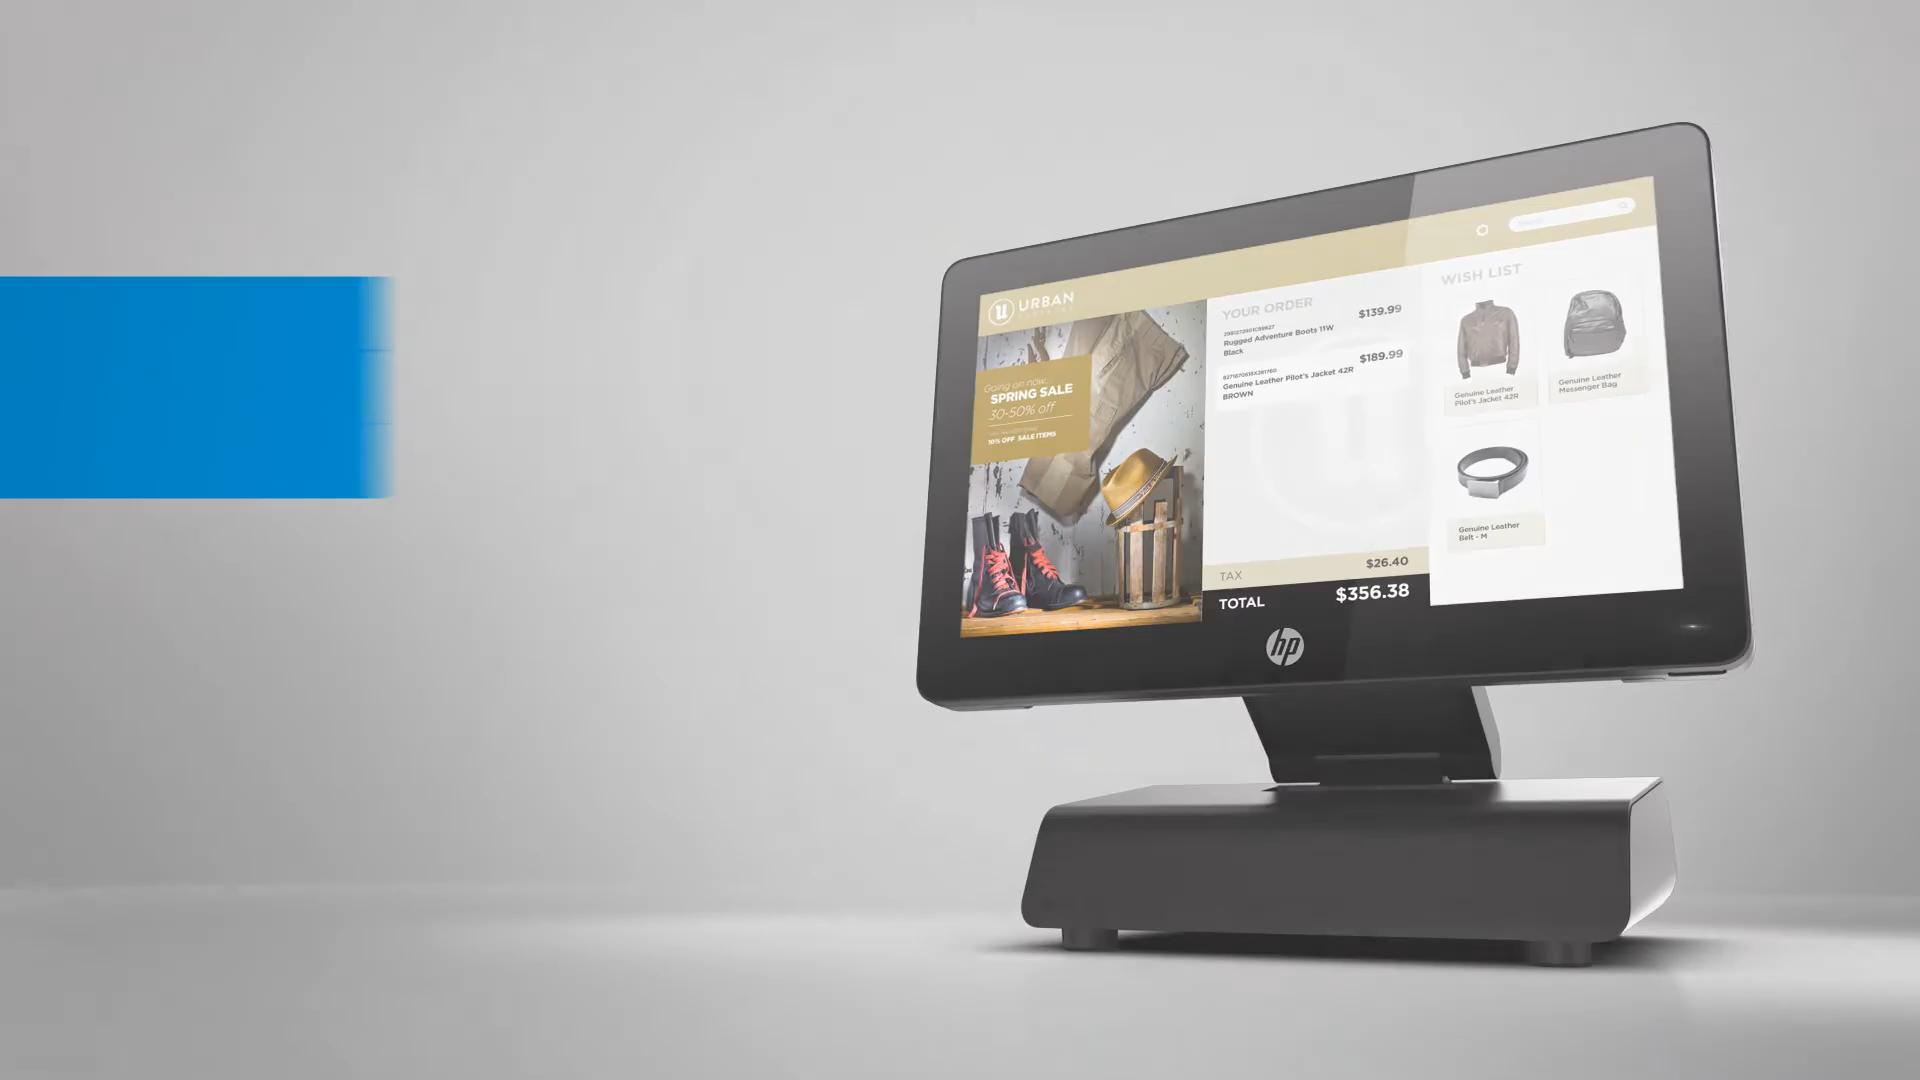 URBAN
Going on now...
SPRING SALE
30-50% off
10% OFF SALE ITEMS
YOUR ORDER
$139.99
Rugged Adventure Boots 11W
Black
$189.99
Genuine Leather Pilot's Jacket 42R
BROWN
TAX
$26.40
TOTAL
$356.38
WISH LIST
Genuine Leather
Pilot's Jacket 42R
Genuine Leather
Messenger Bag
Genuine Leather
Belt - M
hp